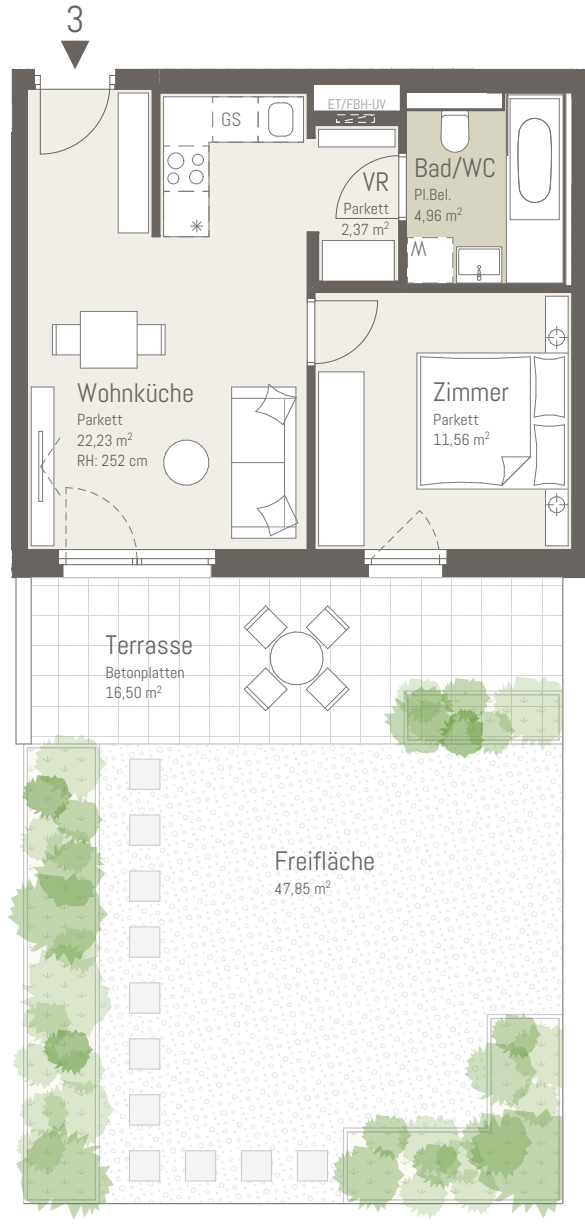 3
ET/FBH-UV
GS
VR
Parkett
2,37 m²
Bad/WC
Pl.Bel.
4,96 m²
W
Wohnküche
Parkett
22,23 m²
RH: 252 cm
Zimmer
Parkett
11,56 m²
Terrasse
Betonplatten
16,50 m²
Freifläche
47,85 m²